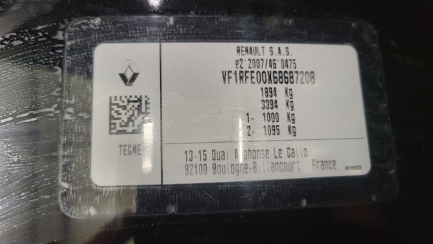 RENAULT S.A.S.
e2*2007/46*0475
VF1RFE00X68687208
1894 Kg
3394 Kg
1- 1000 Kg
2- 1095 Kg
TEGME
13-15 Quai Alphonse Le Gallo
92100 Boulogne-Billancourt France